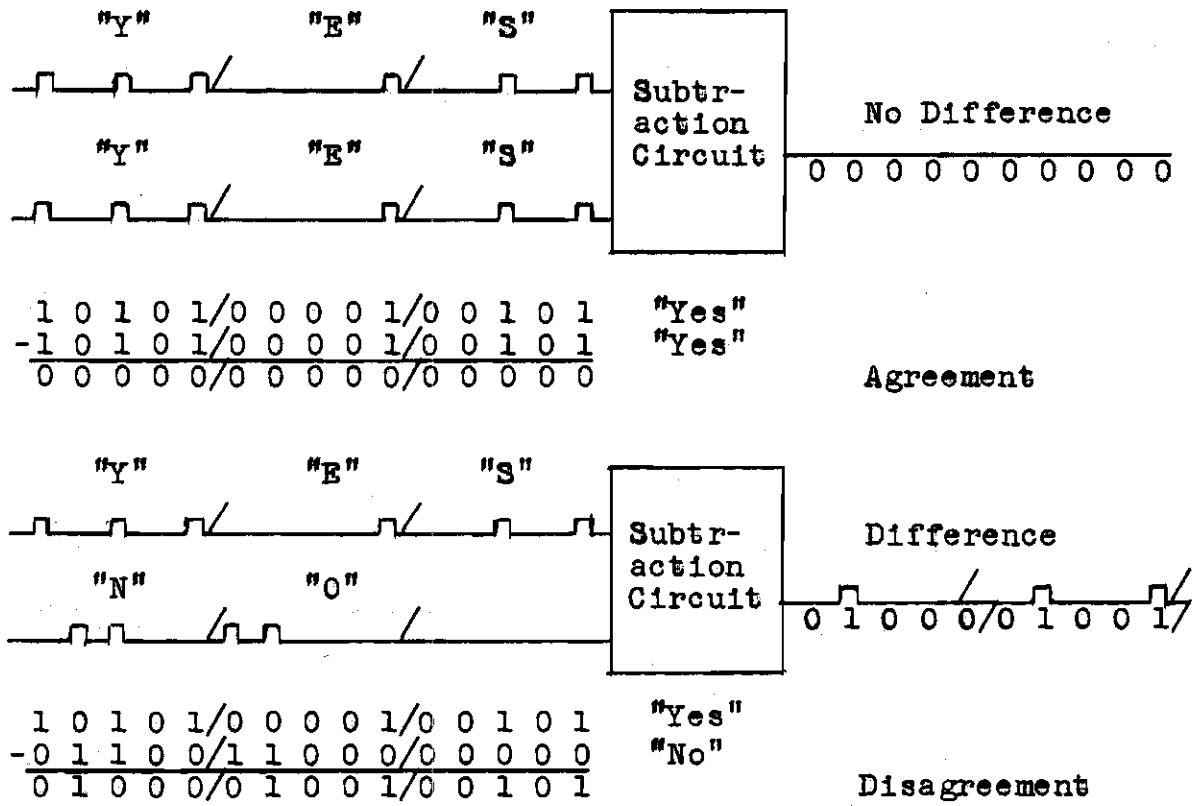 "Y" "E" "S"
"Y" "E" "S"
Subtr-
action
Circuit
No Difference
0 0 0 0 0 0 0 0 0 0
1 0 1 0 1/0 0 0 0 1/0 0 1 0 1
-1 0 1 0 1/0 0 0 0 1/0 0 1 0 1
0 0 0 0 0/0 0 0 0 0/0 0 0 0 0
"Yes"
"Yes"
Agreement
"Y" "E" "S"
"N" "O"
Subtr-
action
Circuit
Difference
0 1 0 0 0/0 1 0 0 1/
1 0 1 0 1/0 0 0 0 1/0 0 1 0 1
-0 1 1 0 0/1 1 0 0 0/0 0 0 0 0
0 1 0 0 0/0 1 0 0 1/0 0 1 0 1
"Yes"
"No"
Disagreement